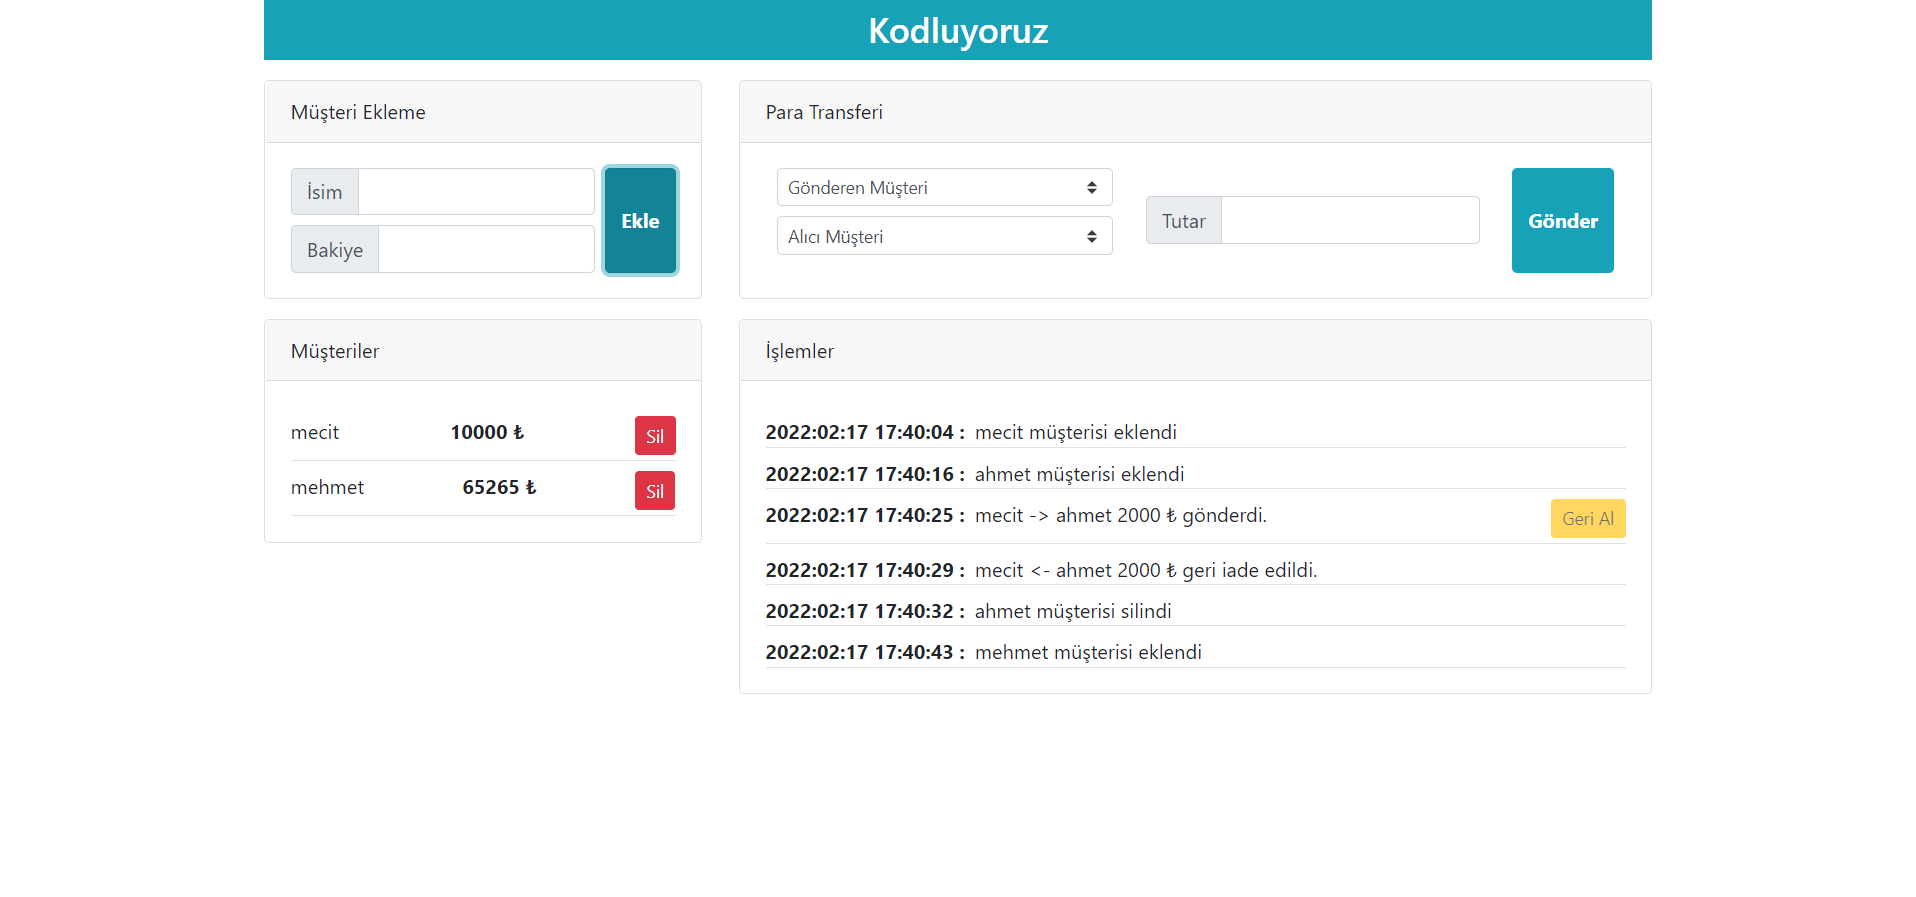 Kodluyoruz
Müşteri Ekleme
İsim
Bakiye
Ekle
Para Transferi
Gönderen Müşteri
Alıcı Müşteri
Tutar
Gönder
Müşteriler
mecit 10000 ₺ Sil
mehmet 65265 ₺ Sil
İşlemler
2022:02:17 17:40:04 : mecit müşterisi eklendi
2022:02:17 17:40:16 : ahmet müşterisi eklendi
2022:02:17 17:40:25 : mecit -> ahmet 2000 ₺ gönderdi. Geri Al
2022:02:17 17:40:29 : mecit <- ahmet 2000 ₺ geri iade edildi.
2022:02:17 17:40:32 : ahmet müşterisi silindi
2022:02:17 17:40:43 : mehmet müşterisi eklendi